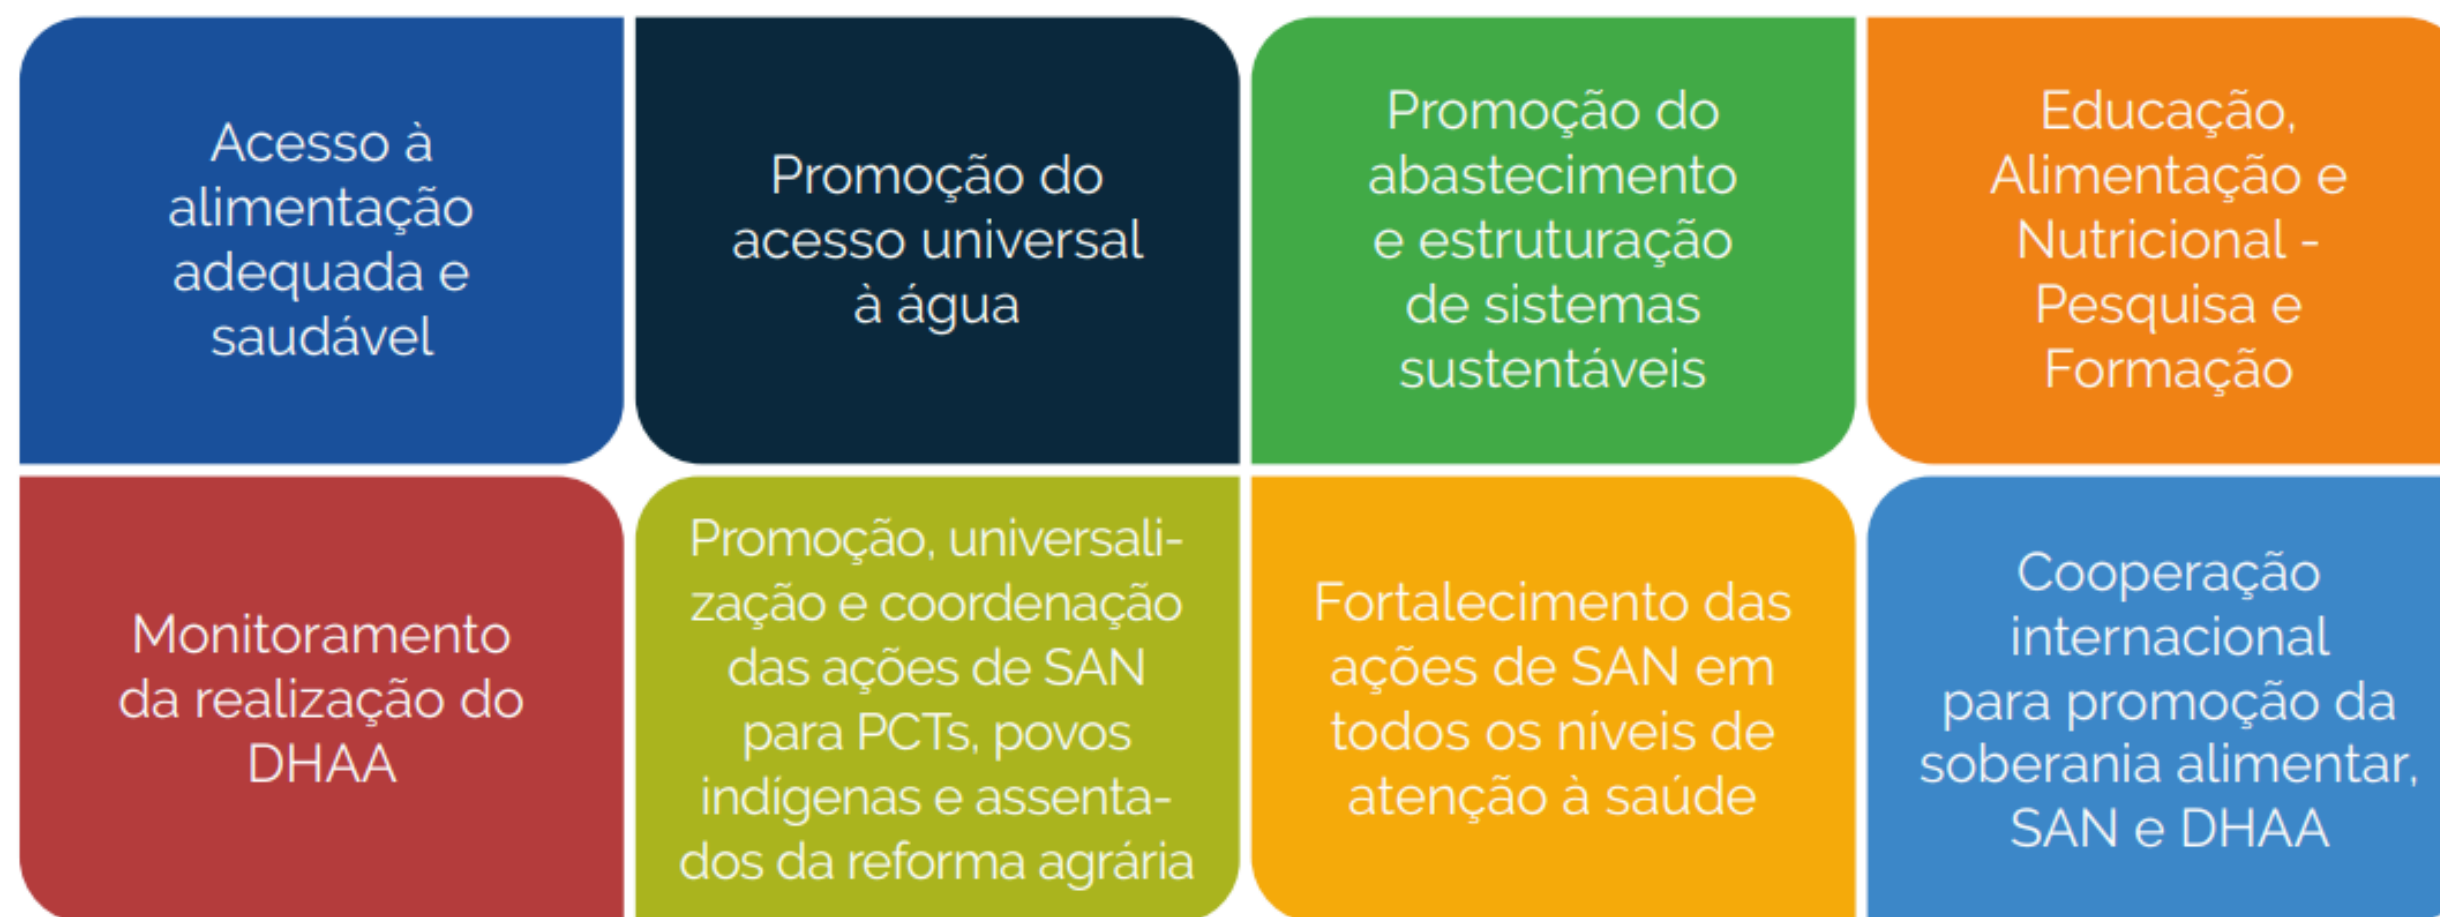 Acesso à
alimentação
adequada e
saudável
Promoção do
acesso universal
à água
Promoção do
abastecimento
e estruturação
de sistemas
sustentáveis
Educação,
Alimentação e
Nutricional -
Pesquisa e
Formação
Monitoramento
da realização do
DHAA
Promoção, universali-
zação e coordenação
das ações de SAN
para PCTs, povos
indígenas e assenta-
dos da reforma agrária
Fortalecimento das
ações de SAN em
todos os níveis de
atenção à saúde
Cooperação
internacional
para promoção da
soberania alimentar,
SAN e DHAA